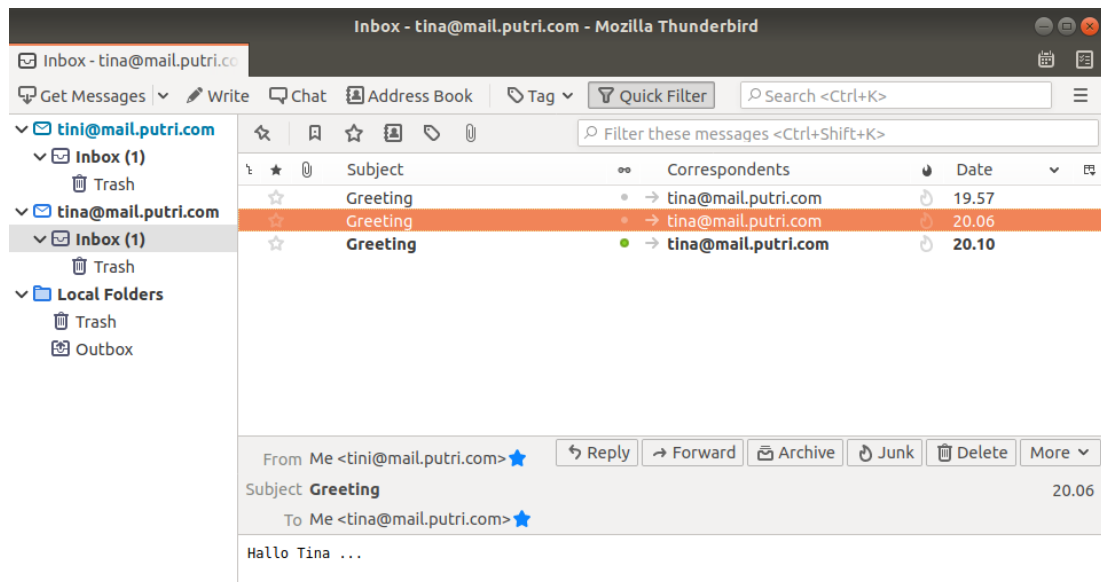 Inbox - tina@mail.putri.com - Mozilla Thunderbird
Inbox - tina@mail.putri.co
Get Messages Write Chat Address Book Tag Quick Filter Search <Ctrl+K>
tini@mail.putri.com
Inbox (1)
Trash
tina@mail.putri.com
Inbox (1)
Trash
Local Folders
Trash
Outbox
Filter these messages <Ctrl+Shift+K>
Subject Correspondents Date
Greeting tina@mail.putri.com 19.57
Greeting tina@mail.putri.com 20.06
Greeting tina@mail.putri.com 20.10
From Me <tini@mail.putri.com> Reply Forward Archive Junk Delete More
Subject Greeting 20.06
To Me <tina@mail.putri.com>
Hallo Tina ...